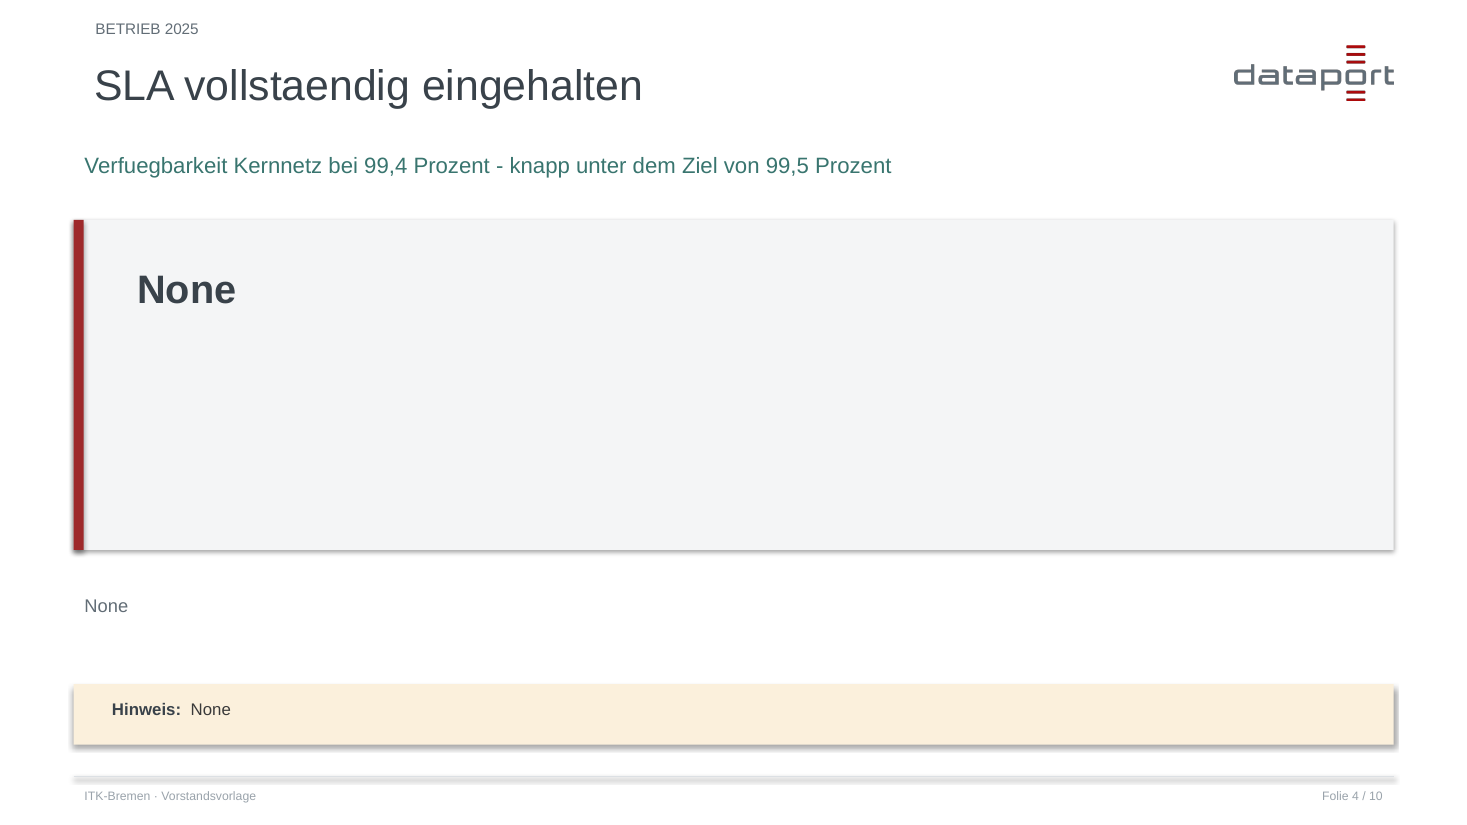 BETRIEB 2025
SLA vollstaendig eingehalten
dataport
Verfuegbarkeit Kernnetz bei 99,4 Prozent - knapp unter dem Ziel von 99,5 Prozent
None
None
Hinweis: None
ITK-Bremen · Vorstandsvorlage
Folie 4 / 10